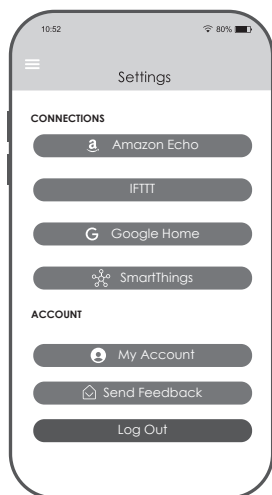 10:52 80%
Settings
CONNECTIONS
a Amazon Echo
IFTTT
G Google Home
SmartThings
ACCOUNT
My Account
Send Feedback
Log Out